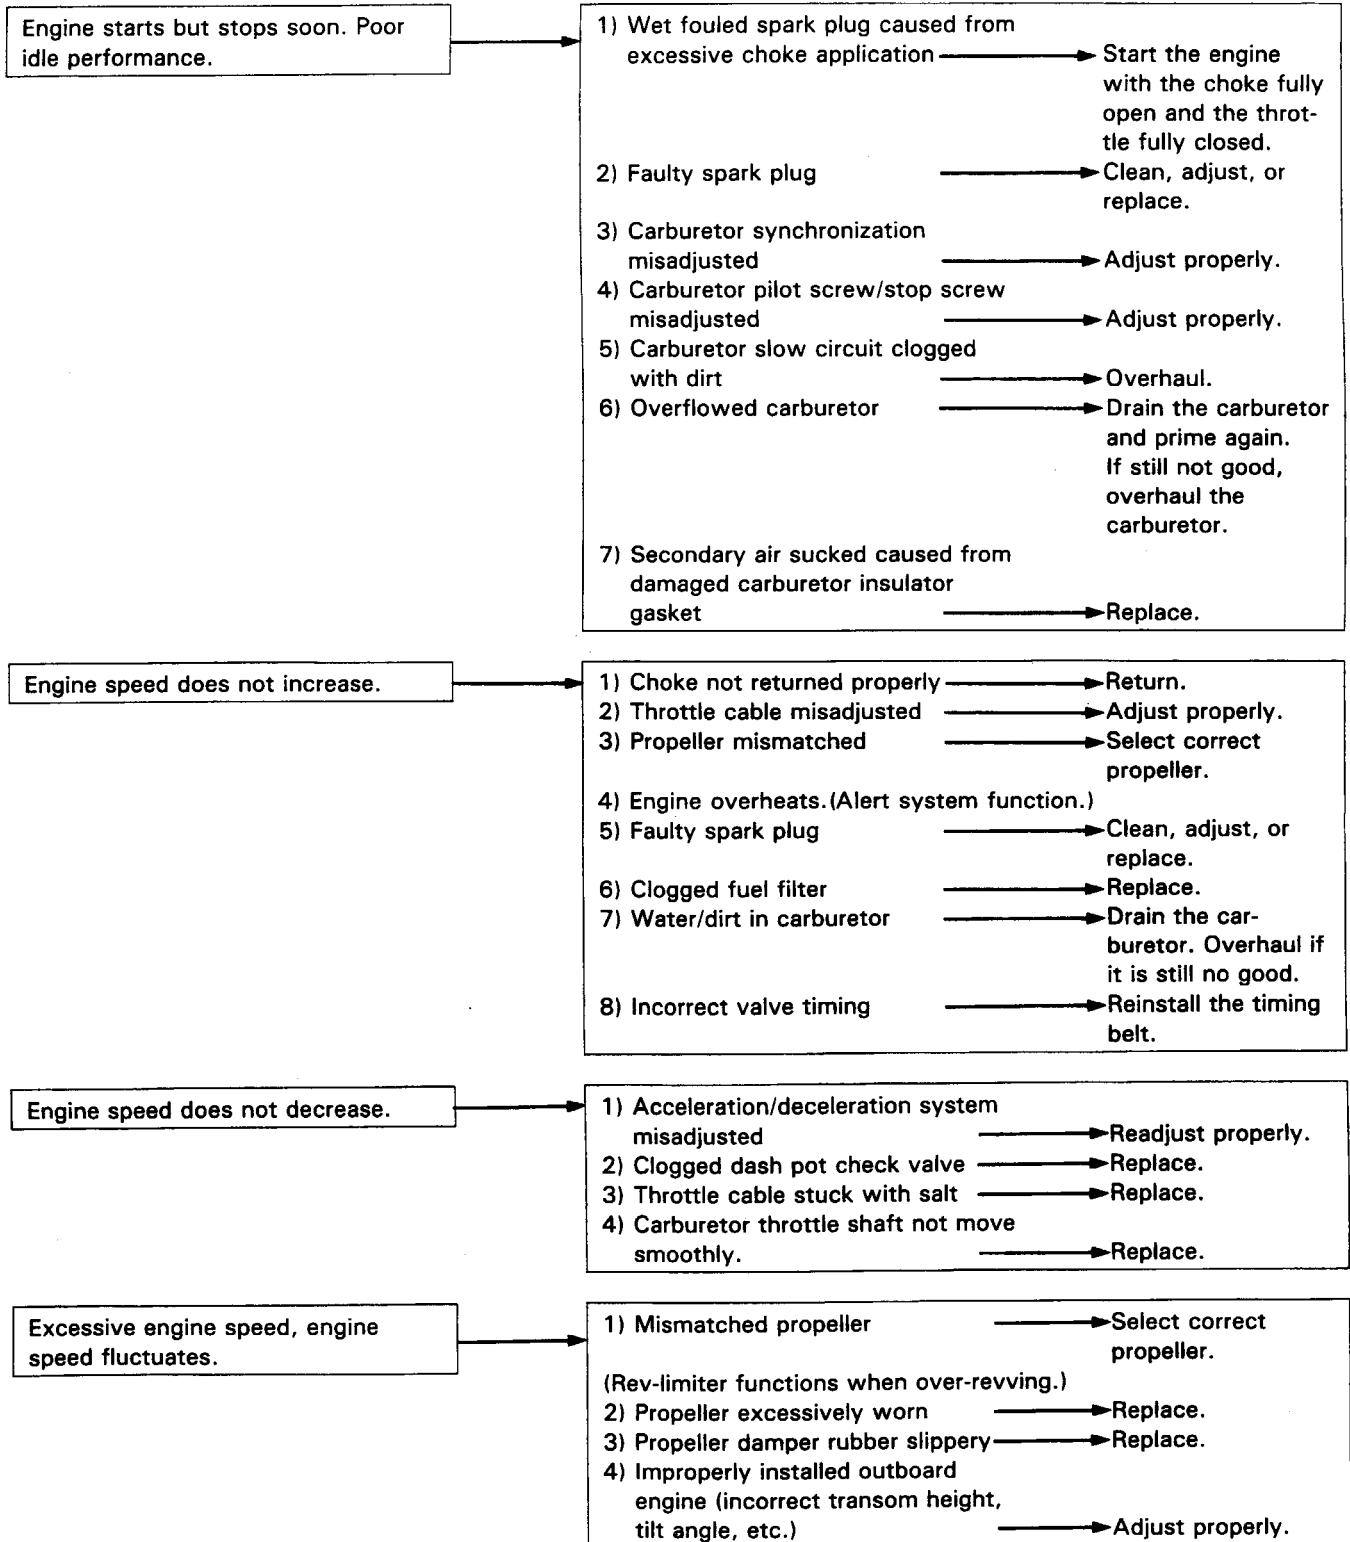 Engine starts but stops soon. Poor
idle performance.
1) Wet fouled spark plug caused from
excessive choke application
Start the engine
with the choke fully
open and the throt-
tle fully closed.
2) Faulty spark plug
Clean, adjust, or
replace.
3) Carburetor synchronization
misadjusted
Adjust properly.
4) Carburetor pilot screw/stop screw
misadjusted
Adjust properly.
5) Carburetor slow circuit clogged
with dirt
Overhaul.
6) Overflowed carburetor
Drain the carburetor
and prime again.
If still not good,
overhaul the
carburetor.
7) Secondary air sucked caused from
damaged carburetor insulator
gasket
Replace.
Engine speed does not increase.
1) Choke not returned properly
Return.
2) Throttle cable misadjusted
Adjust properly.
3) Propeller mismatched
Select correct
propeller.
4) Engine overheats.(Alert system function.)
5) Faulty spark plug
Clean, adjust, or
replace.
6) Clogged fuel filter
Replace.
7) Water/dirt in carburetor
Drain the car-
buretor. Overhaul if
it is still no good.
8) Incorrect valve timing
Reinstall the timing
belt.
Engine speed does not decrease.
1) Acceleration/deceleration system
misadjusted
Readjust properly.
2) Clogged dash pot check valve
Replace.
3) Throttle cable stuck with salt
Replace.
4) Carburetor throttle shaft not move
smoothly.
Replace.
Excessive engine speed, engine
speed fluctuates.
1) Mismatched propeller
Select correct
propeller.
(Rev-limiter functions when over-revving.)
2) Propeller excessively worn
Replace.
3) Propeller damper rubber slippery
Replace.
4) Improperly installed outboard
engine (incorrect transom height,
tilt angle, etc.)
Adjust properly.